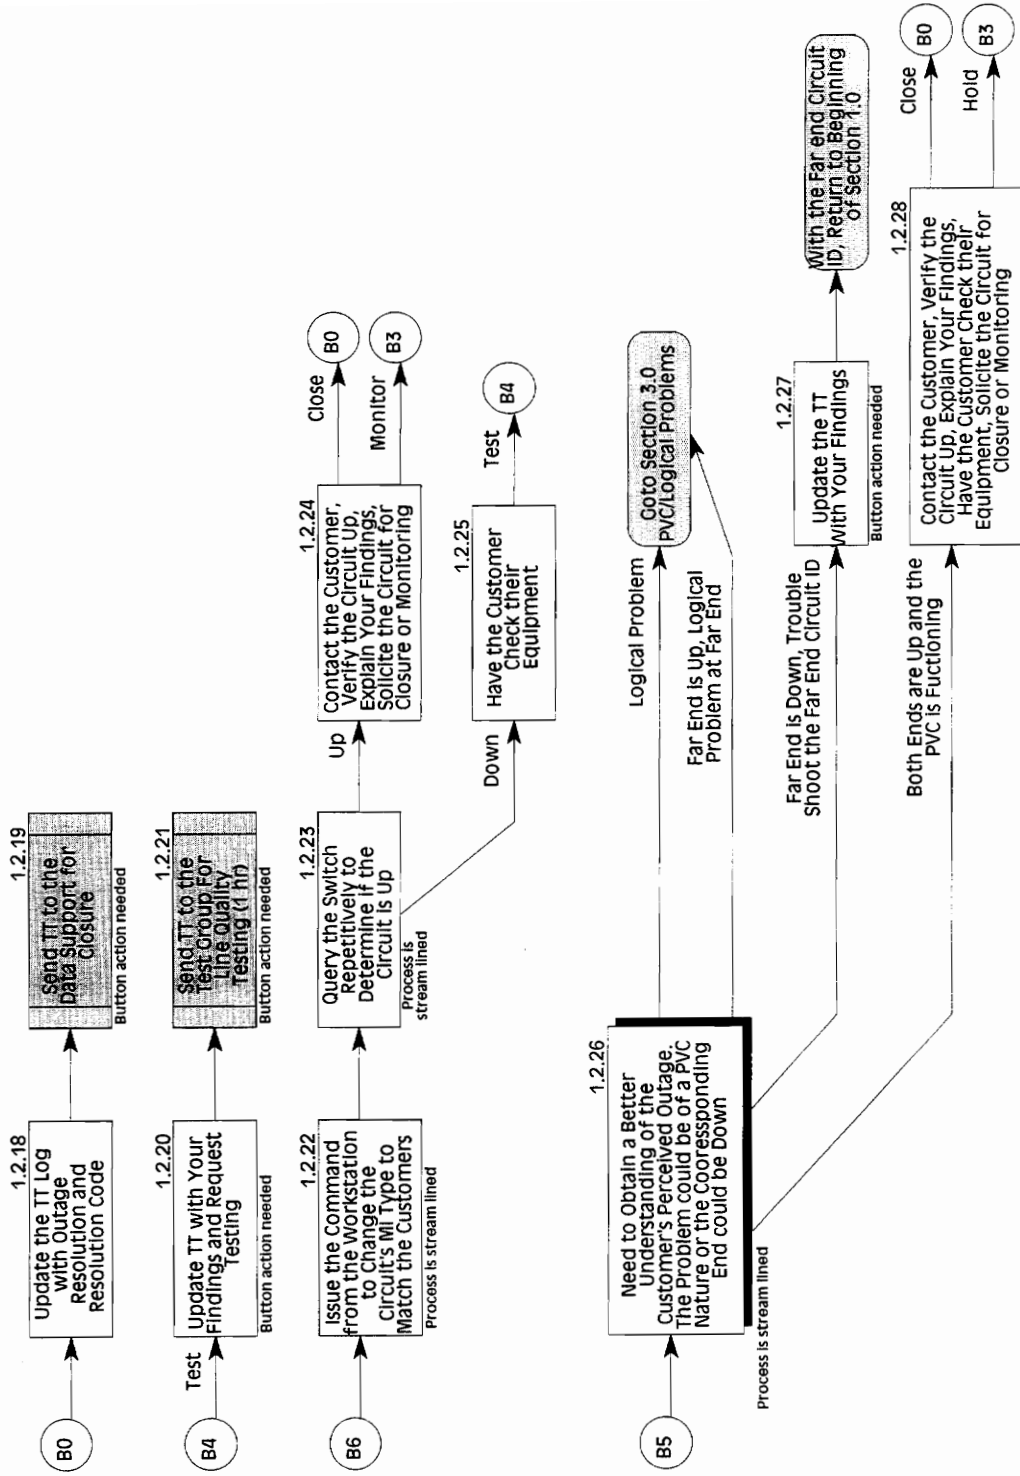 B0
1.2.18
Update the TT Log
with Outage
Resolution and
Resolution Code
1.2.19
Send TT to the
Data Support for
Closure
Button action needed
B4
Test
1.2.20
Update TT with Your
Findings and Request
Testing
Button action needed
1.2.21
Send TT to the
Test Group For
Line Quality
Testing (1 hr)
Button action needed
B6
1.2.22
Issue the Command
from the Workstation
to Change the
Circuit's MI Type to
Match the Customers
Process is stream lined
1.2.23
Query the Switch
Repetitively to
Determine if the
Circuit is Up
Process is
stream lined
Up
1.2.24
Contact the Customer,
Verify the Circuit Up,
Explain Your Findings,
Solicite the Circuit for
Closure or Monitoring
Close
B0
Monitor
B3
Down
1.2.25
Have the Customer
Check their
Equipment
Test
B4
B5
1.2.26
Need to Obtain a Better
Understanding of the
Customer's Perceived Outage.
The Problem could be of a PVC
Nature or the Cooressponding
End could be Down
Process is stream lined
Logical Problem
Goto Section 3.0
PVC/Logical Problems
Far End is Up, Logical
Problem at Far End
Far End is Down, Trouble
Shoot the Far End Circuit ID
1.2.27
Update the TT
With Your Findings
Button action needed
With the Far end Circuit
ID, Return to Beginning
of Section 1.0
Both Ends are Up and the
PVC is Fuctioning
1.2.28
Contact the Customer, Verify the
Circuit Up, Explain Your Findings,
Have the Customer Check their
Equipment, Solicite the Circuit for
Closure or Monitoring
Close
B0
Hold
B3